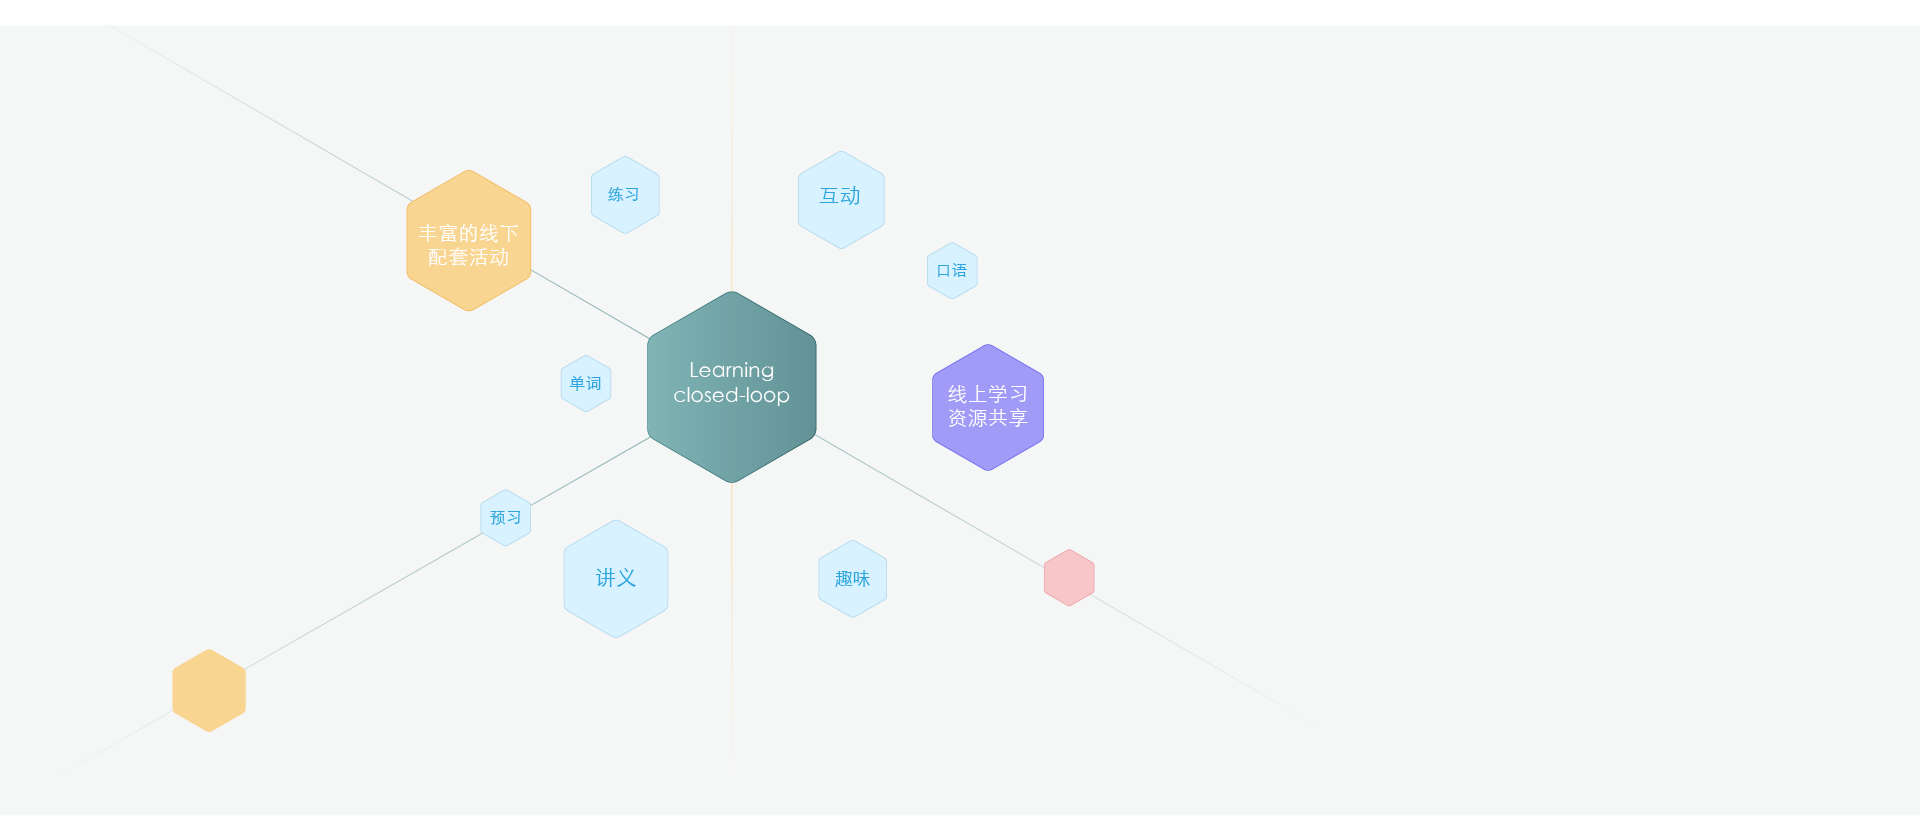 练习
互动
丰富的线下
配套活动
口语
Learning
closed-loop
单词
线上学习
资源共享
预习
讲义
趣味